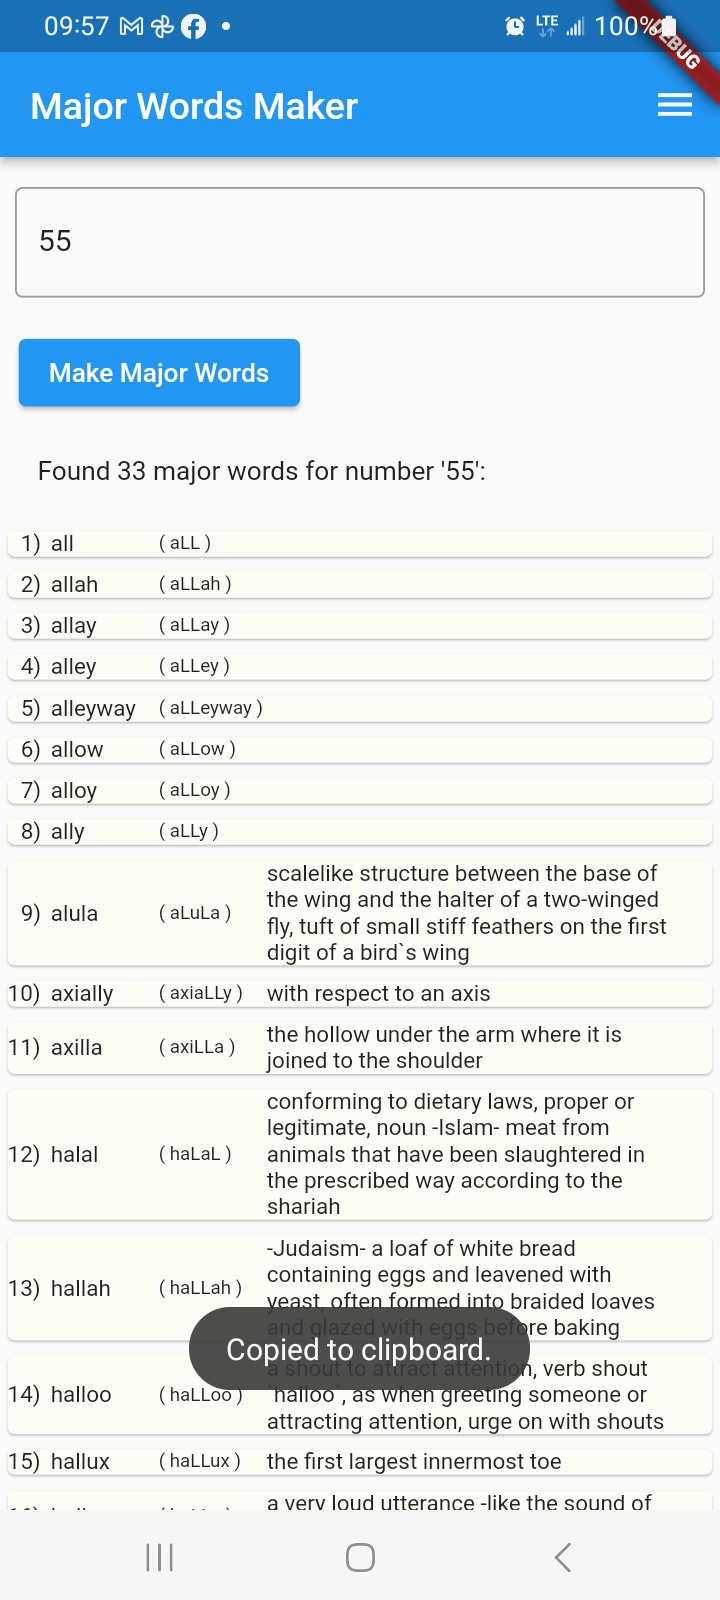 09:57 LTE 100%
DEBUG
Major Words Maker
55
Make Major Words
Found 33 major words for number '55':
1) all ( aLL )
2) allah ( aLLah )
3) allay ( aLLay )
4) alley ( aLLey )
5) alleyway ( aLLeyway )
6) allow ( aLLow )
7) alloy ( aLLoy )
8) ally ( aLLy )
scalelike structure between the base of
the wing and the halter of a two-winged
9) alula ( aLuLa ) fly, tuft of small stiff feathers on the first
digit of a bird`s wing
10) axially ( axiaLLy ) with respect to an axis
11) axilla ( axiLLa ) the hollow under the arm where it is
joined to the shoulder
conforming to dietary laws, proper or
legitimate, noun -Islam- meat from
12) halal ( haLaL ) animals that have been slaughtered in
the prescribed way according to the
shariah
-Judaism- a loaf of white bread
containing eggs and leavened with
13) hallah ( haLLah ) yeast, often formed into braided loaves
and glazed with eggs before baking
Copied to clipboard.
a shout to attract attention, verb shout
14) halloo ( haLLoo ) `halloo`, as when greeting someone or
attracting attention, urge on with shouts
15) hallux ( haLLux ) the first largest innermost toe
a very loud utterance -like the sound of